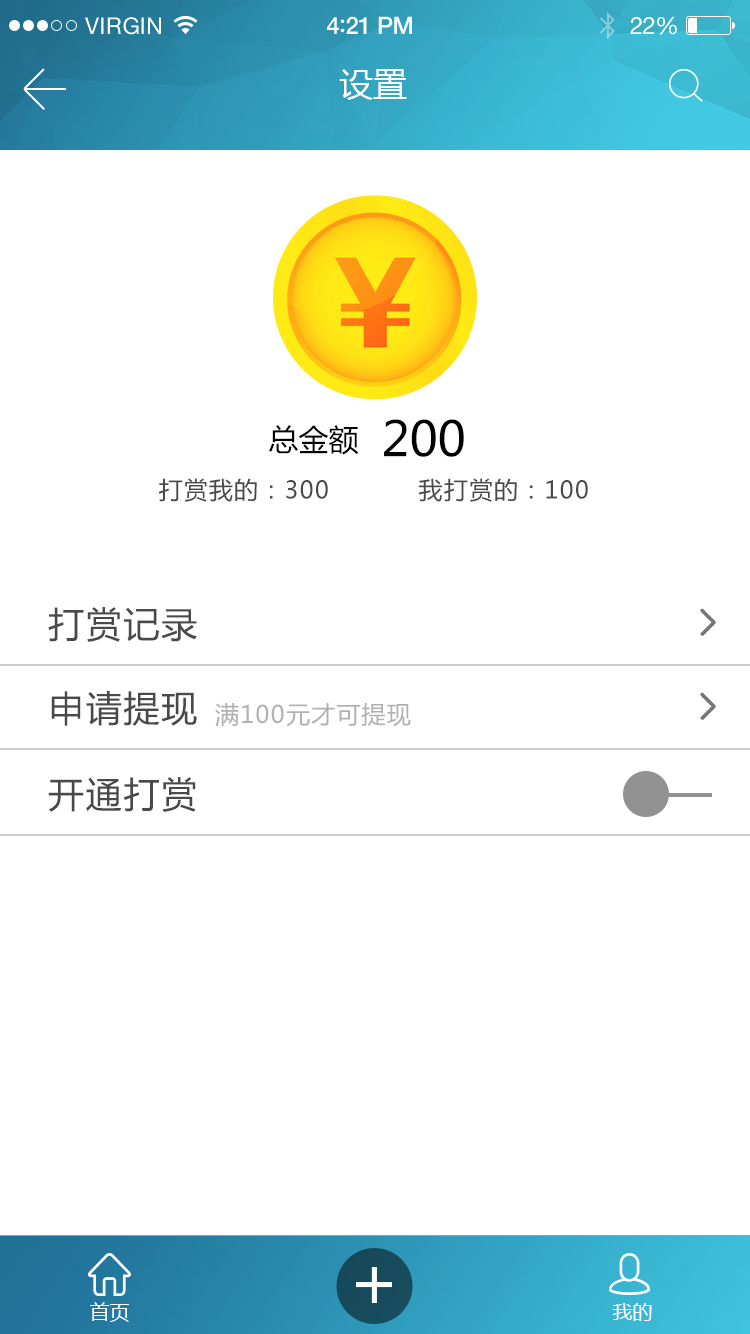 VIRGIN 4:21 PM 22%
设置
¥
总金额 200
打赏我的：300 我打赏的：100
打赏记录
申请提现 满100元才可提现
开通打赏
首页 我的